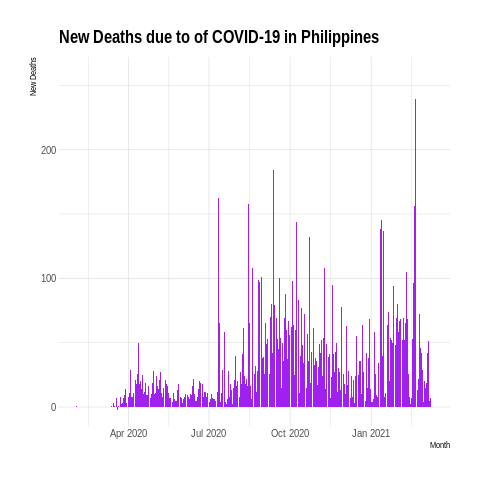 New Deaths due to of COVID-19 in Philippines
New Deaths
200
100
0
Apr 2020 Jul 2020 Oct 2020 Jan 2021
Month